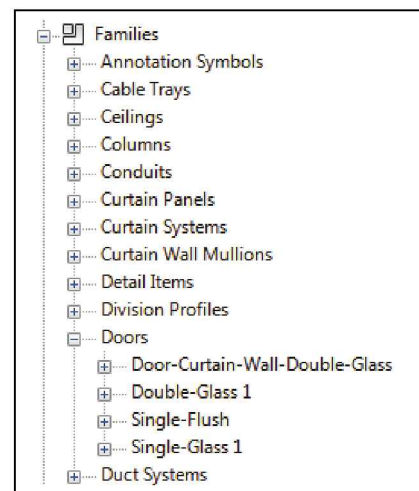 Families
Annotation Symbols
Cable Trays
Ceilings
Columns
Conduits
Curtain Panels
Curtain Systems
Curtain Wall Mullions
Detail Items
Division Profiles
Doors
Door-Curtain-Wall-Double-Glass
Double-Glass 1
Single-Flush
Single-Glass 1
Duct Systems